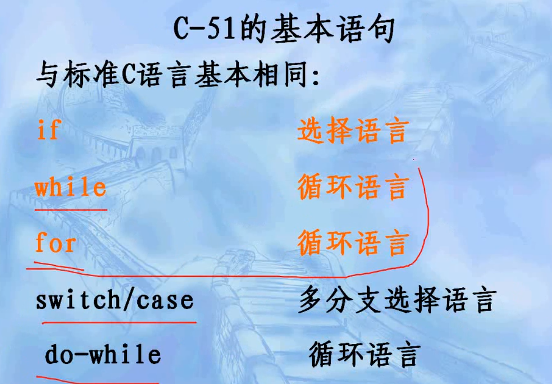 C-51的基本语句
与标准C语言基本相同:
if 选择语言
while 循环语言
for 循环语言
switch/case 多分支选择语言
do-while 循环语言